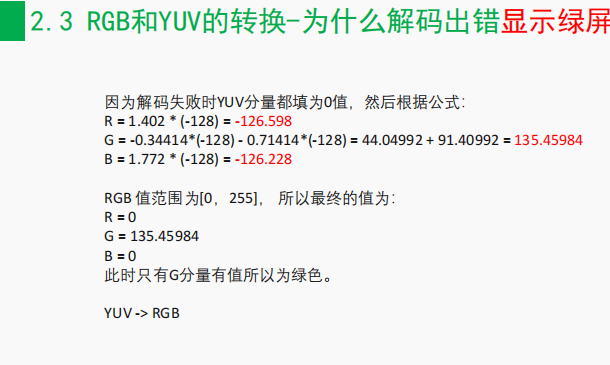 2.3 RGB和YUV的转换-为什么解码出错显示绿屏
因为解码失败时YUV分量都填为0值，然后根据公式：
R = 1.402 * (-128) = -126.598
G = -0.34414*(-128) - 0.71414*(-128) = 44.04992 + 91.40992 = 135.45984
B = 1.772 * (-128) = -126.228
RGB 值范围为[0，255]， 所以最终的值为：
R = 0
G = 135.45984
B = 0
此时只有G分量有值所以为绿色。
YUV -> RGB